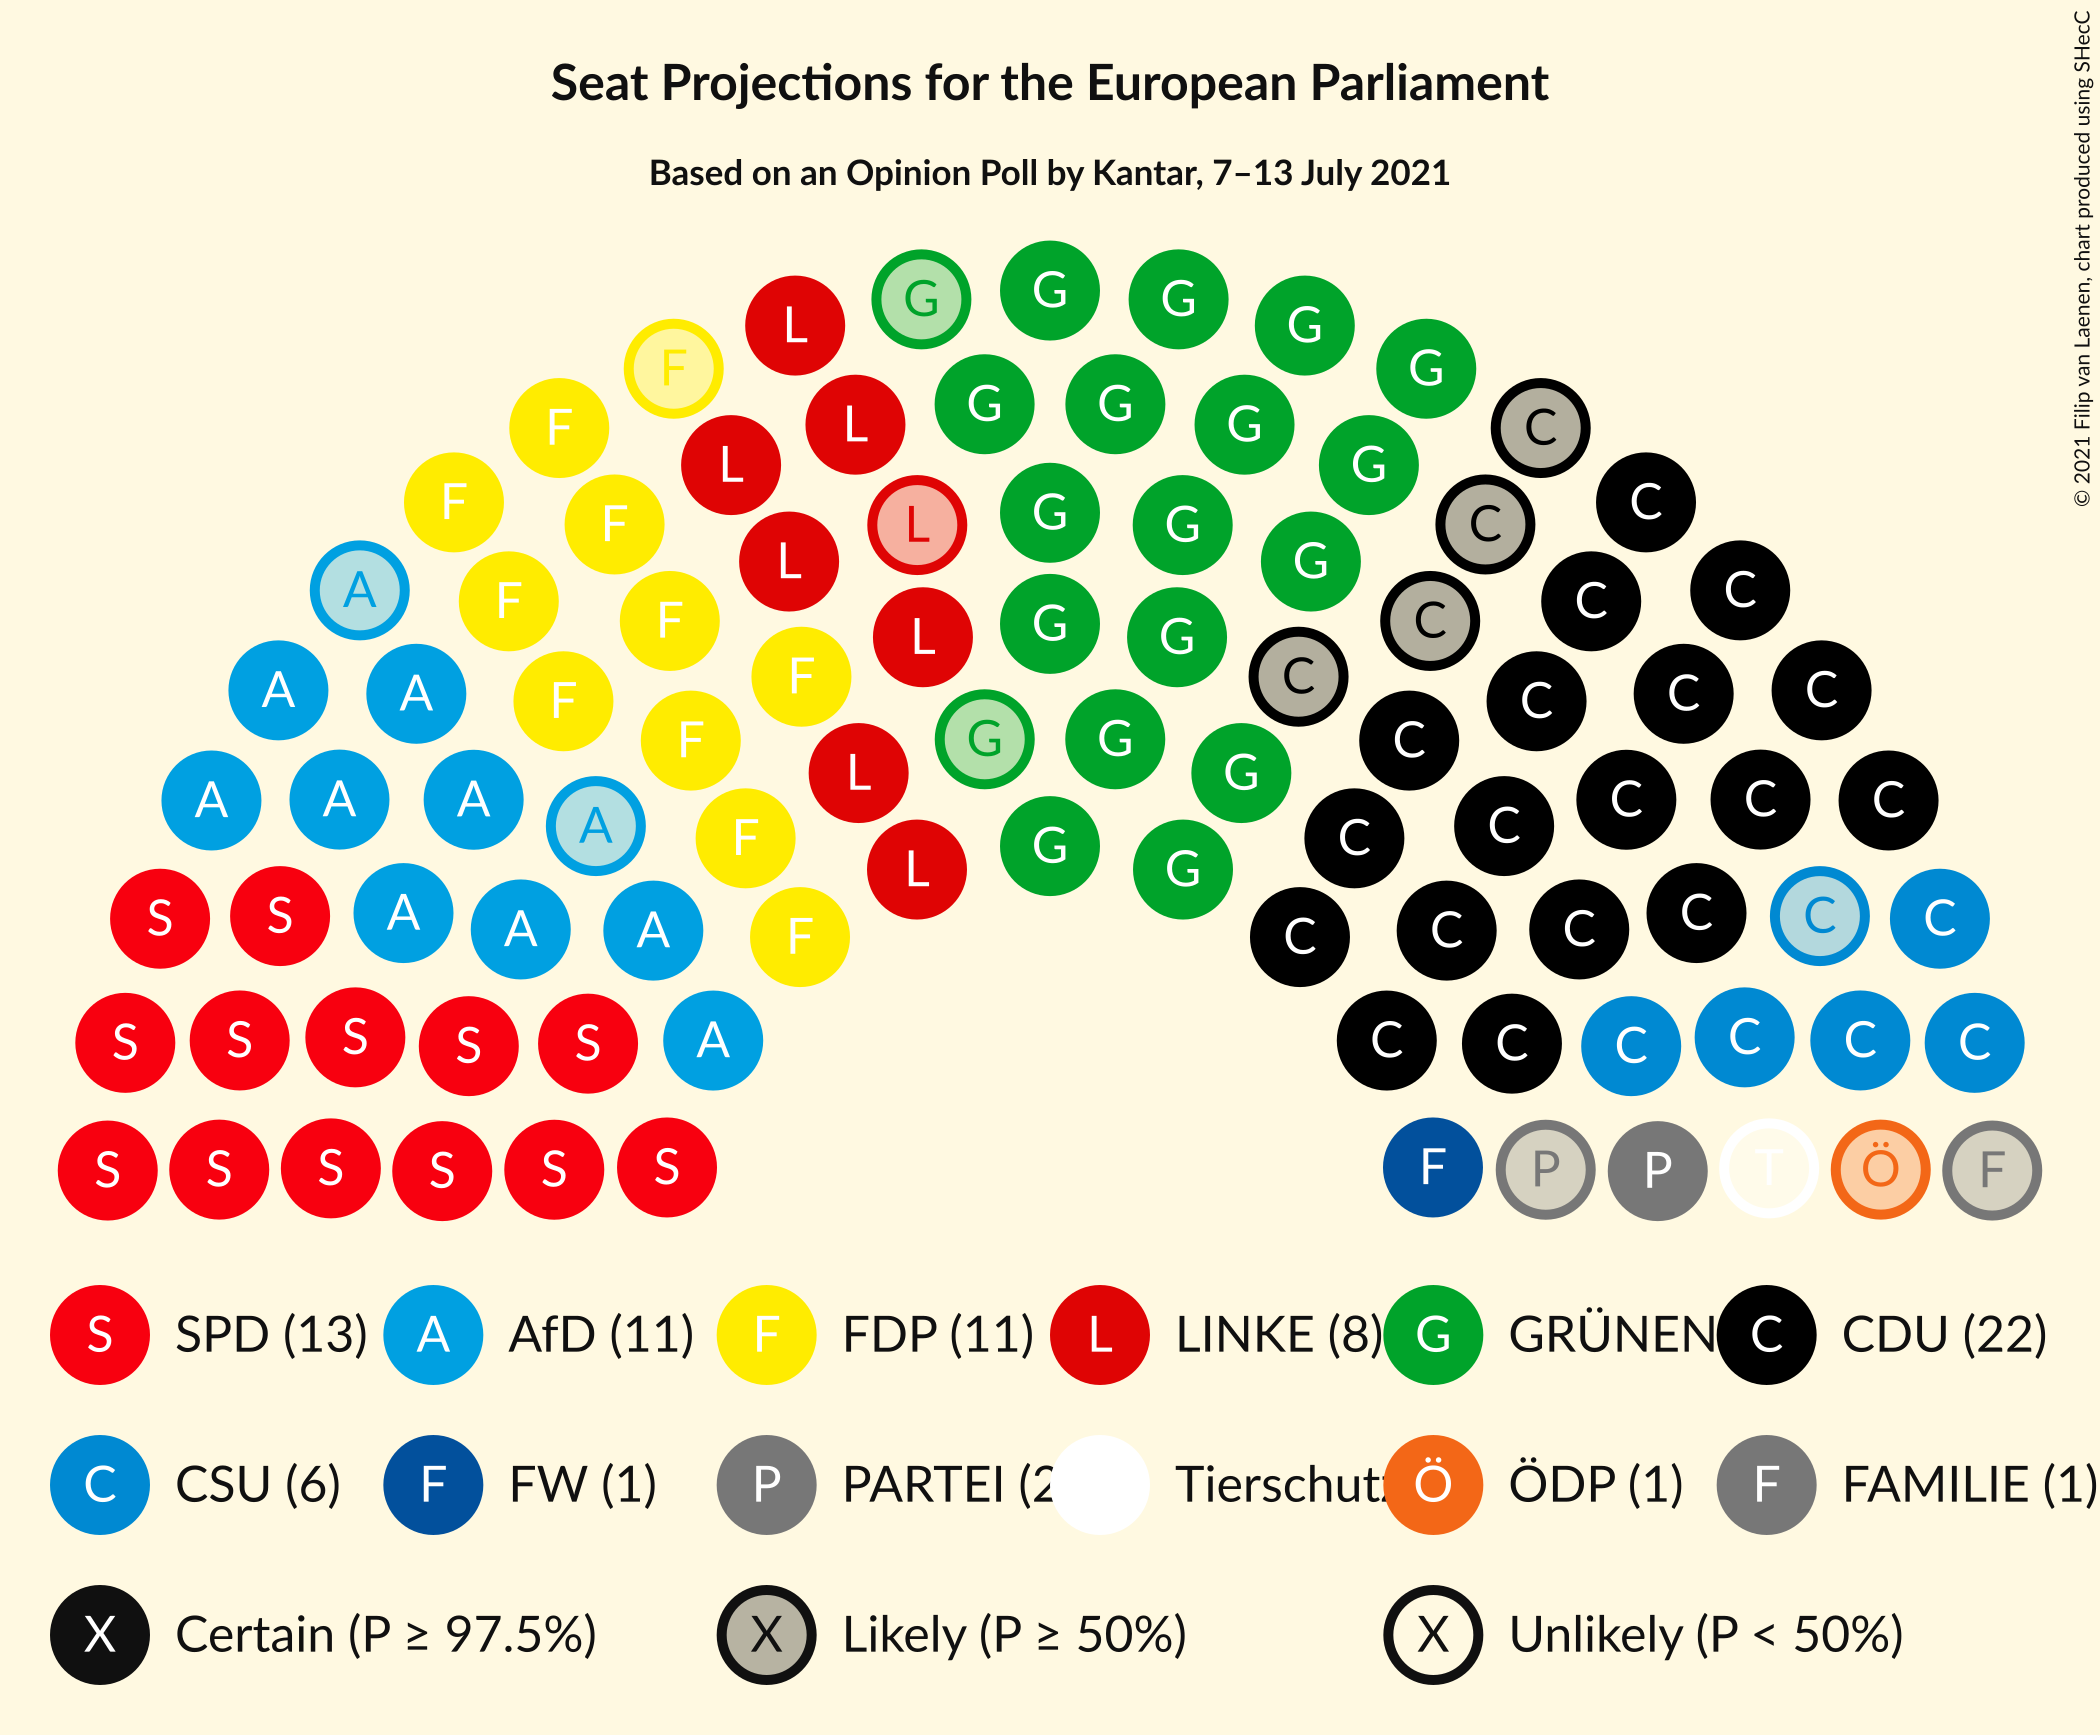 Seat Projections for the European Parliament
Based on an Opinion Poll by Kantar, 7–13 July 2021
© 2021 Filip van Laenen, chart produced using SHecC
G G G G G
L L G G G G
F F L L G G G C C
F F L L G G G C C C
A F F F L G G G C C C C
A A F F L G G C C C C C
A A A A F L G G C C C C C C
S S A A A F C C C C C C
S S S S S A C C C C C C
S S S S S S F P P T Ö F
S SPD (13) A AfD (11) F FDP (11) L LINKE (8) G GRÜNEN C CDU (22)
C CSU (6) F FW (1) P PARTEI (2 Tierschutz Ö ÖDP (1) F FAMILIE (1)
X Certain (P ≥ 97.5%) X Likely (P ≥ 50%) X Unlikely (P < 50%)